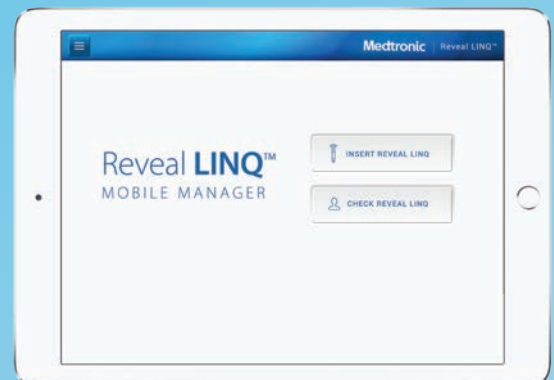 Medtronic Reveal LINQ™
Reveal LINQ™
MOBILE MANAGER
INSERT REVEAL LINQ
CHECK REVEAL LINQ